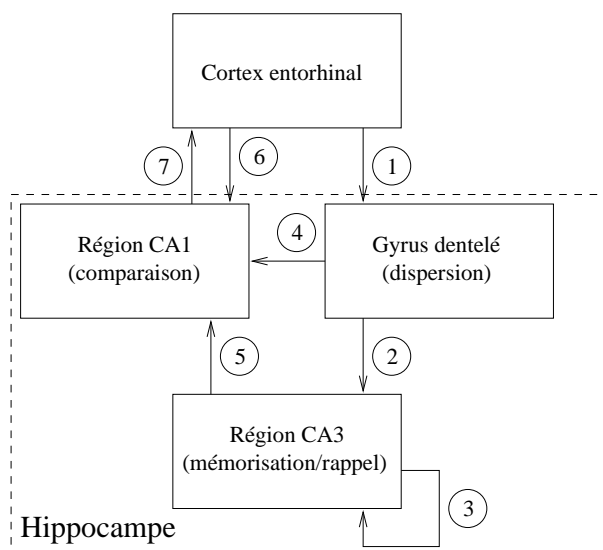 Cortex entorhinal
7
6
1
Région CA1
(comparaison)
4
Gyrus dentelé
(dispersion)
5
2
Région CA3
(mémorisation/rappel)
3
Hippocampe